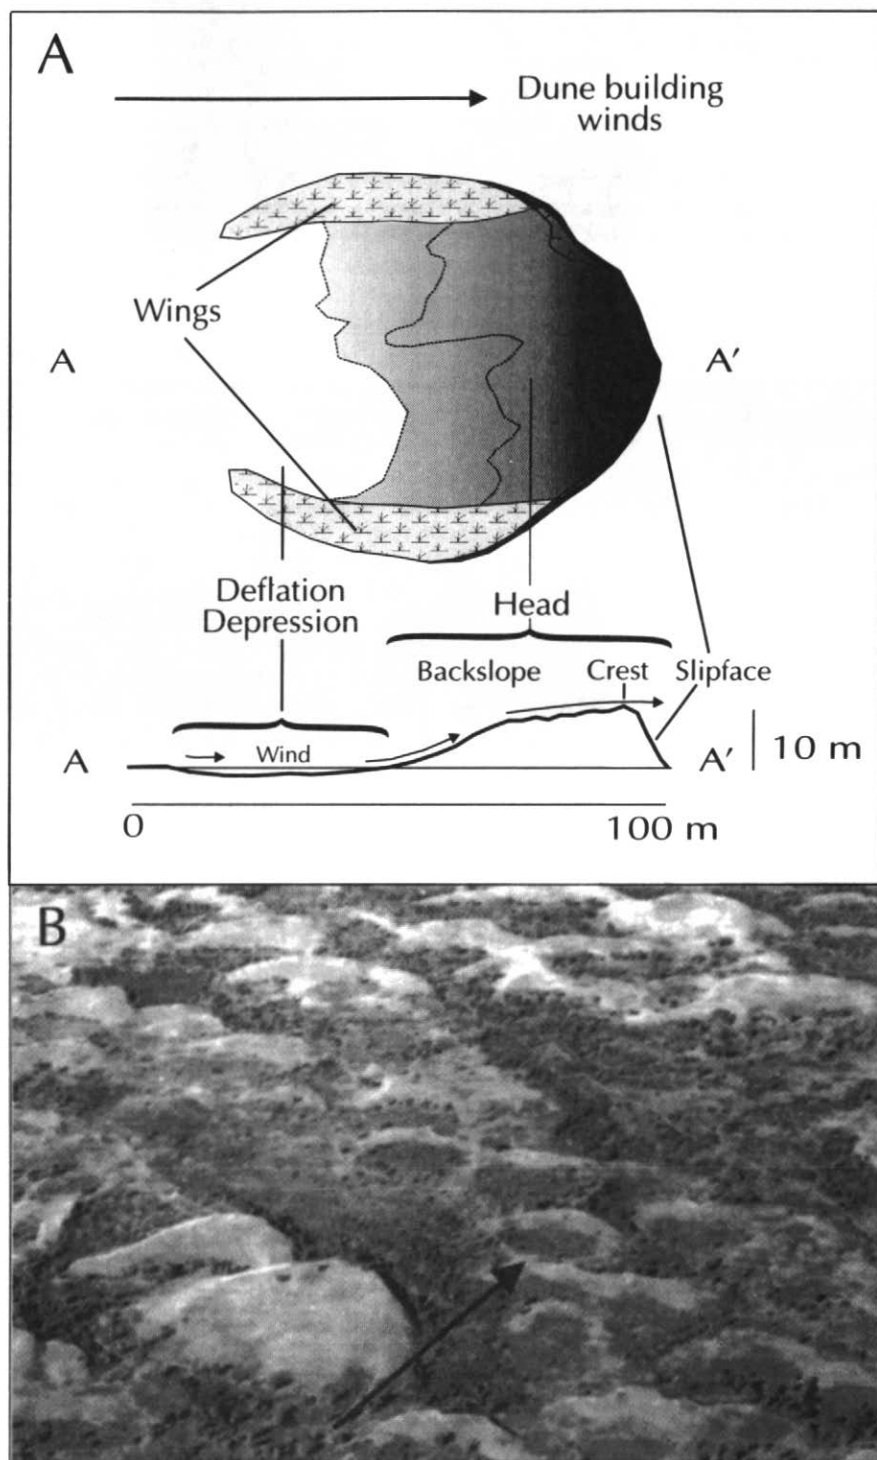 A
Dune building
winds
Wings
A
A′
Deflation
Depression
Head
Backslope
Crest
Slipface
Wind
A
A′
10 m
0
100 m
B